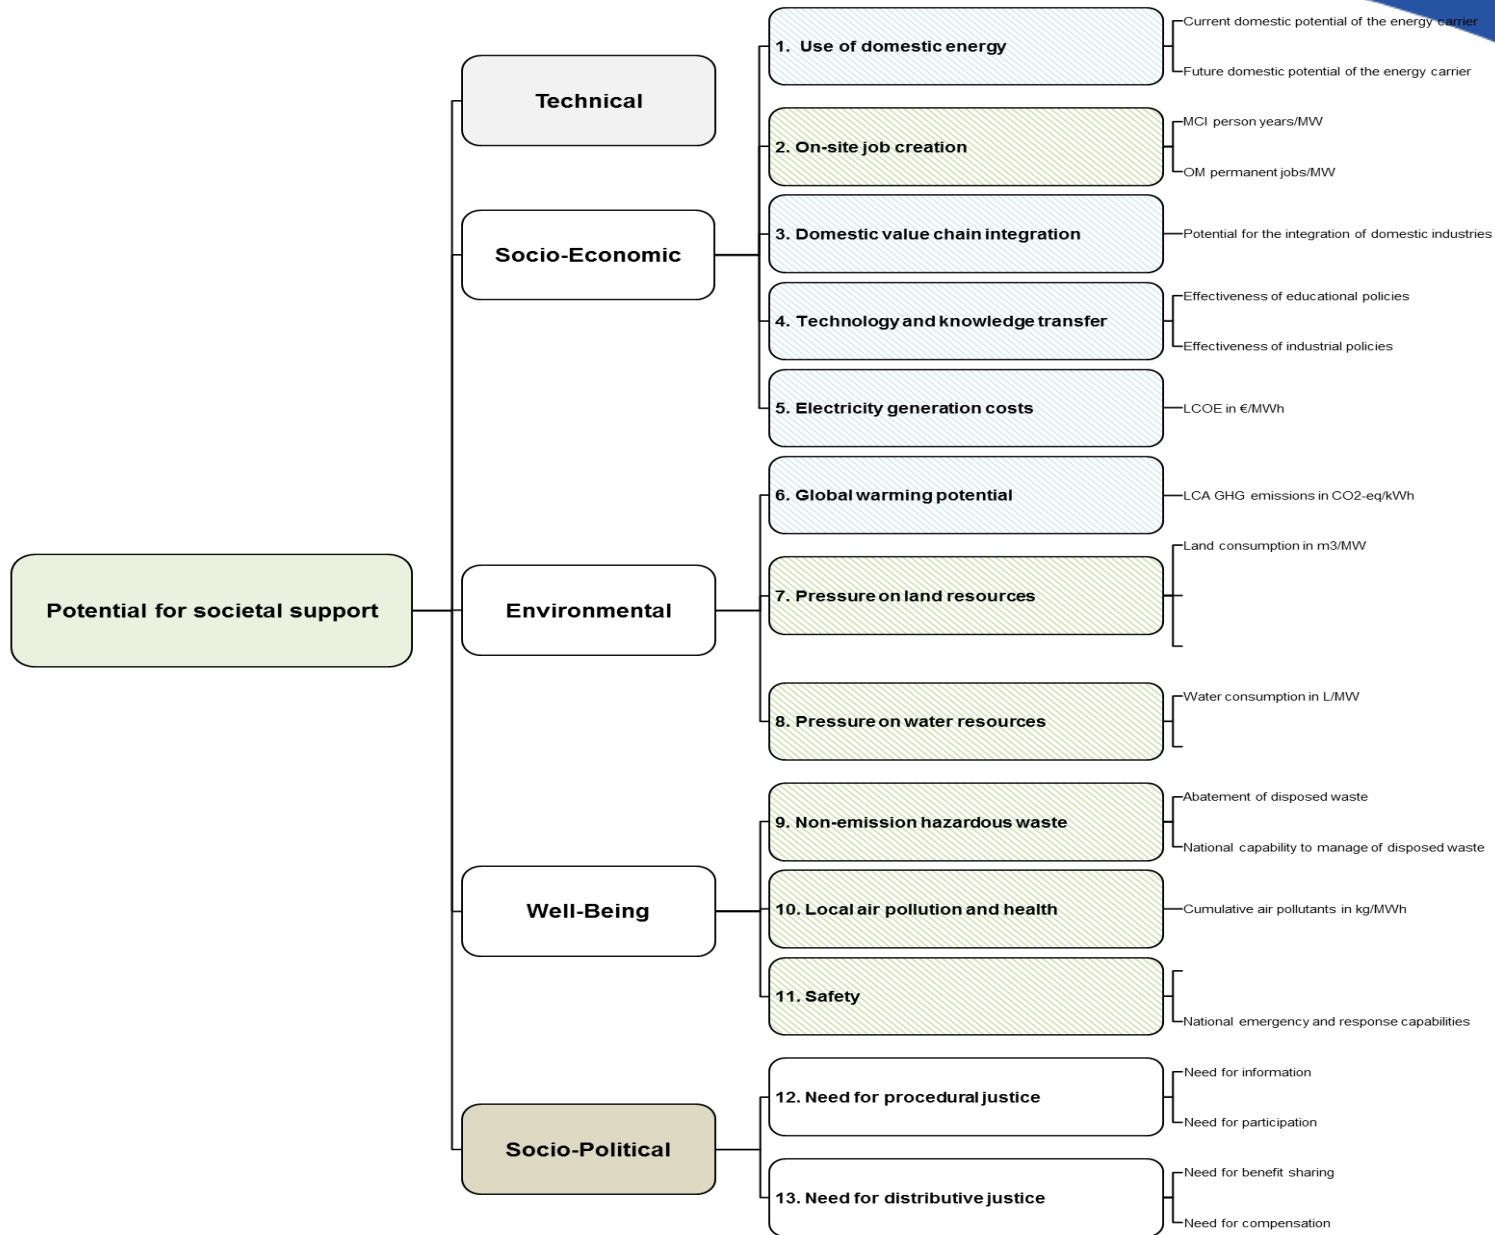 Potential for societal support
Technical
Socio-Economic
1. Use of domestic energy
Current domestic potential of the energy carrier
Future domestic potential of the energy carrier
2. On-site job creation
MCI person years/MW
OM permanent jobs/MW
3. Domestic value chain integration
Potential for the integration of domestic industries
4. Technology and knowledge transfer
Effectiveness of educational policies
Effectiveness of industrial policies
5. Electricity generation costs
LCOE in €/MWh
Environmental
6. Global warming potential
LCA GHG emissions in CO2-eq/kWh
7. Pressure on land resources
Land consumption in m3/MW
8. Pressure on water resources
Water consumption in L/MW
Well-Being
9. Non-emission hazardous waste
Abatement of disposed waste
National capability to manage of disposed waste
10. Local air pollution and health
Cumulative air pollutants in kg/MWh
11. Safety
National emergency and response capabilities
Socio-Political
12. Need for procedural justice
Need for information
Need for participation
13. Need for distributive justice
Need for benefit sharing
Need for compensation